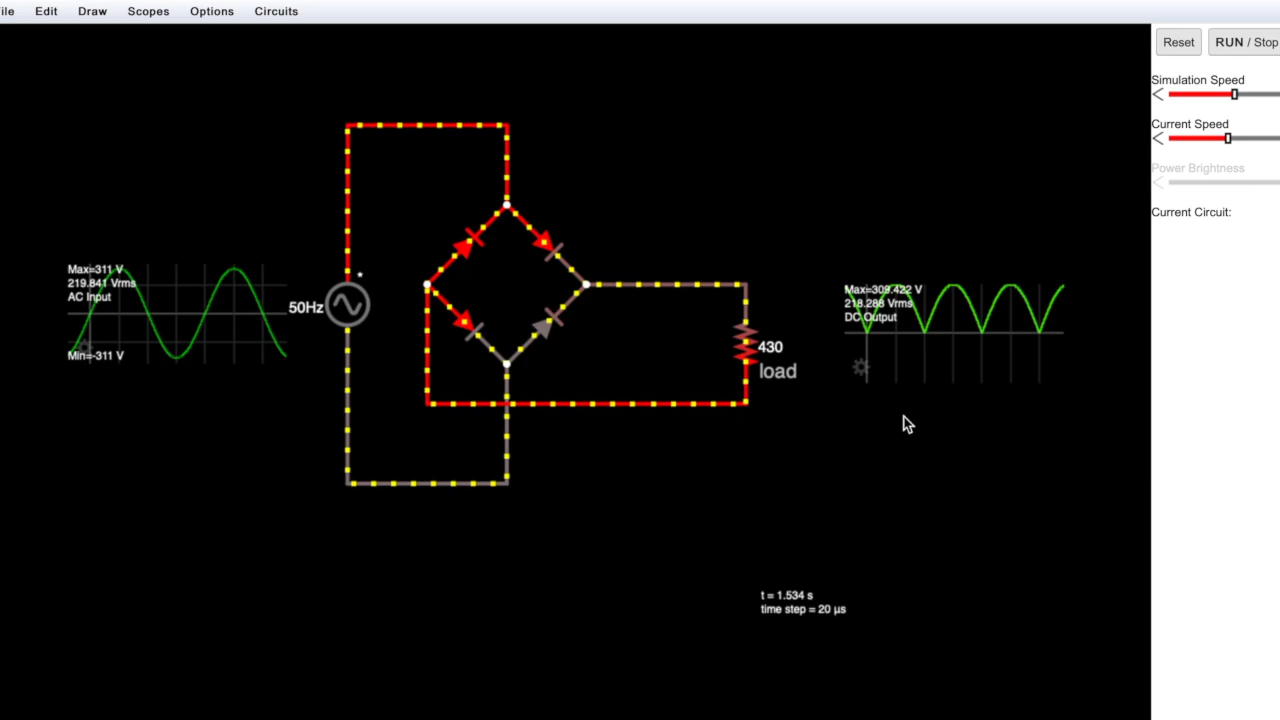 ile Edit Draw Scopes Options Circuits
Reset RUN / Stop
Simulation Speed
Current Speed
Power Brightness
Current Circuit:
Max=311 V
219.841 Vrms
AC Input
Min=-311 V
50Hz
*
430
load
Max=309.422 V
218.288 Vrms
DC Output
t = 1.534 s
time step = 20 µs